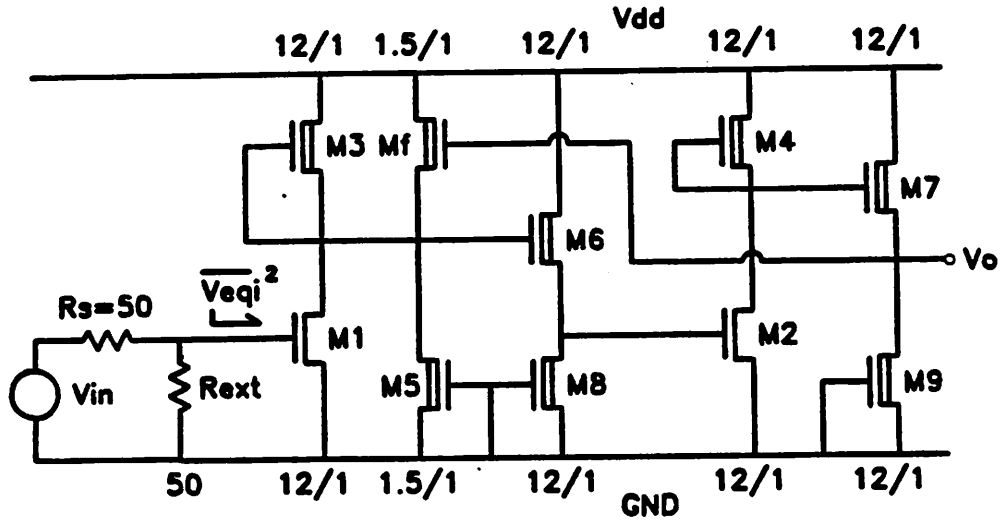 Vdd
12/1 1.5/1 12/1 12/1 12/1
M3 Mf M4
M7
M6
Vo
Veqi 2
Rs=50
M1 M2
Vin Rext M5 M8 M9
50 12/1 1.5/1 12/1 12/1 12/1
GND